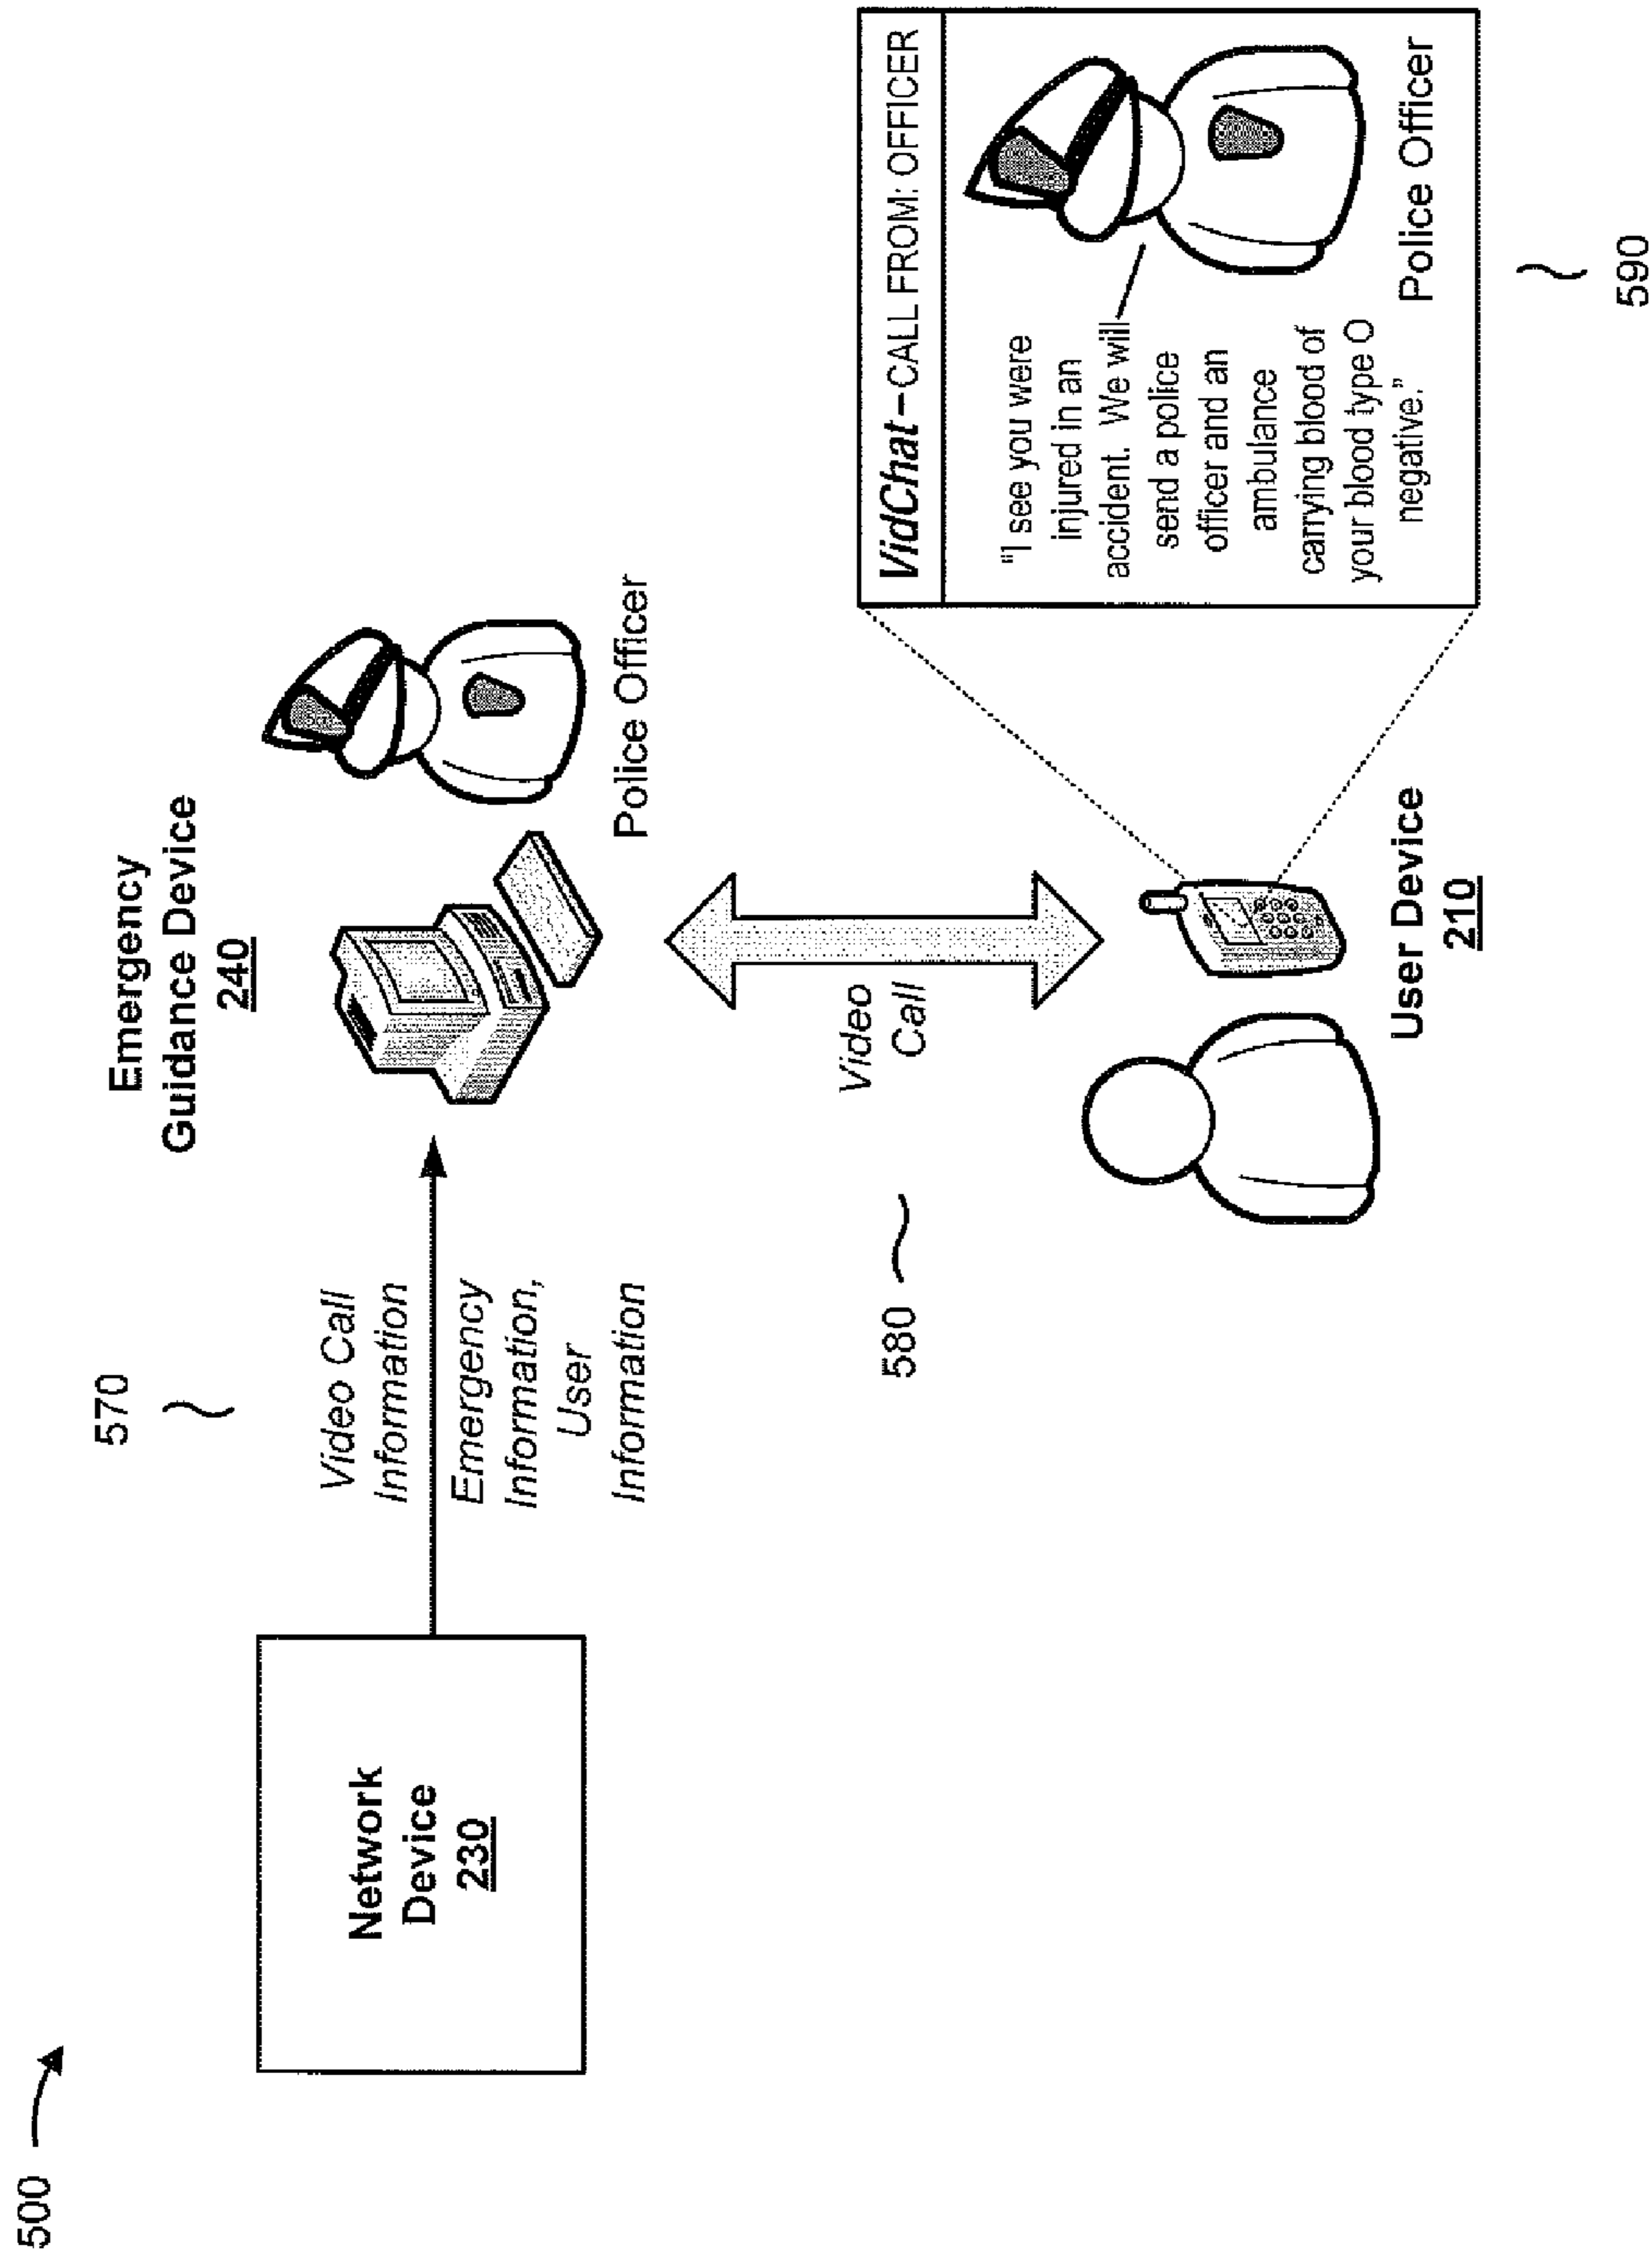 500
570
Emergency
Guidance Device
240
Network
Device
230
Video Call
Information
Emergency
Information,
User
Information
Police Officer
580
Video
Call
User Device
210
VidChat–CALL FROM: OFFICER
"I see you were
injured in an
accident. We will
send a police
officer and an
ambulance
carrying blood of
your blood type O
negative."
Police Officer
590